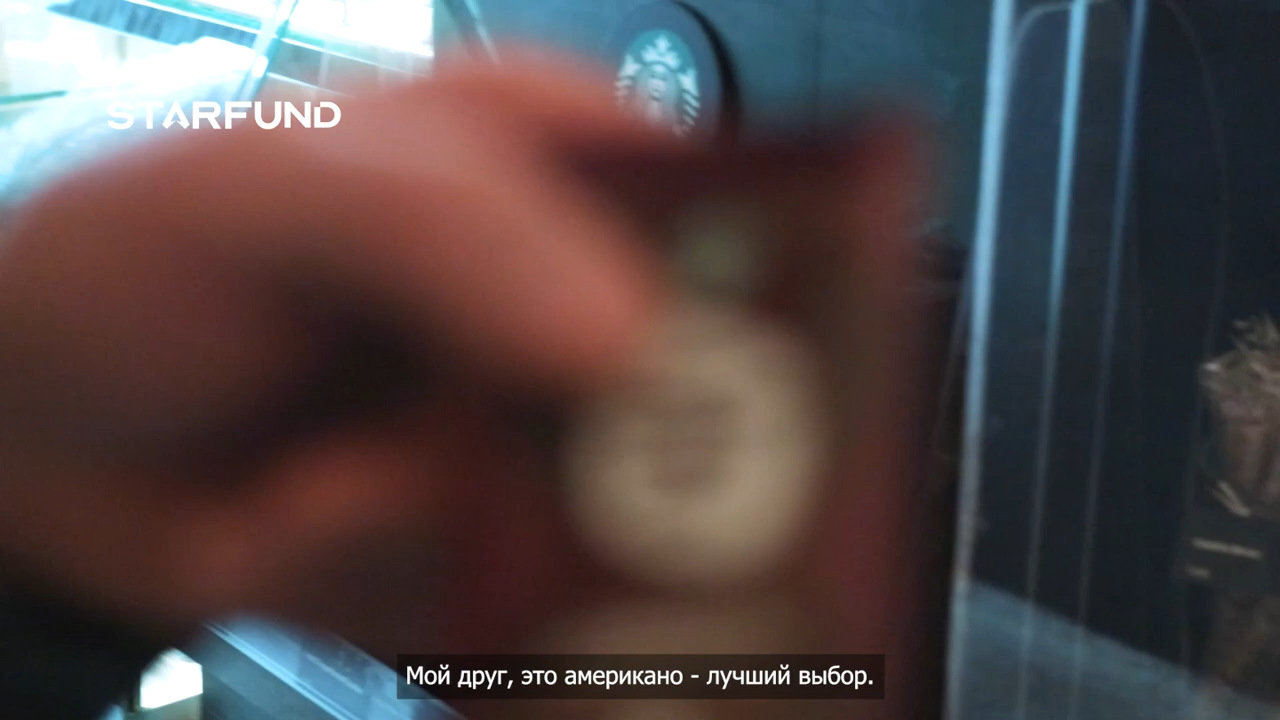 STARFUND
Мой друг, это американо - лучший выбор.